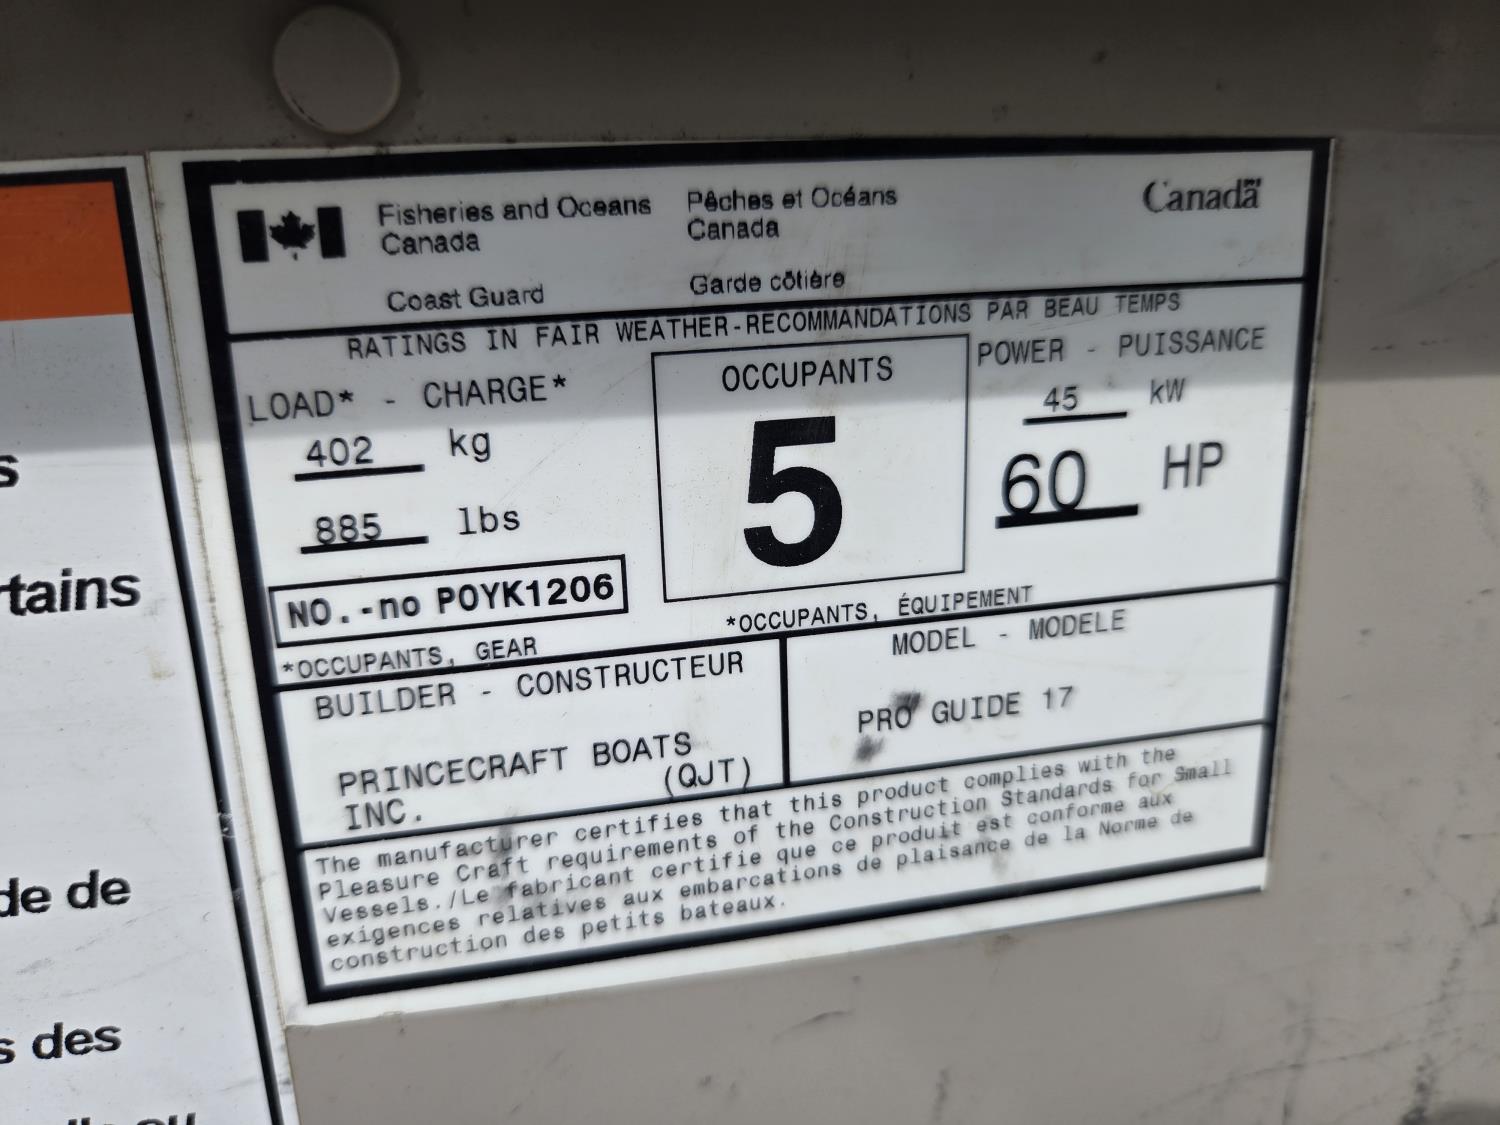 Fisheries and Oceans
Canada
Pêches et Océans
Canada
Canada
Coast Guard
Garde côtière
RATINGS IN FAIR WEATHER-RECOMMANDATIONS PAR BEAU TEMPS
LOAD* - CHARGE*
402 kg
885 lbs
OCCUPANTS
5
POWER - PUISSANCE
45 kW
60 HP
NO.-no POYK1206
*OCCUPANTS, GEAR
*OCCUPANTS, ÉQUIPEMENT
BUILDER - CONSTRUCTEUR
PRINCECRAFT BOATS
(QJT)
INC.
MODEL - MODELE
PRO GUIDE 17
The manufacturer certifies that this product complies with the
Pleasure Craft requirements of the Construction Standards for Small
Vessels./Le fabricant certifie que ce produit est conforme aux
exigences relatives aux embarcations de plaisance de la Norme de
construction des petits bateaux.
s
rtains
de de
s des